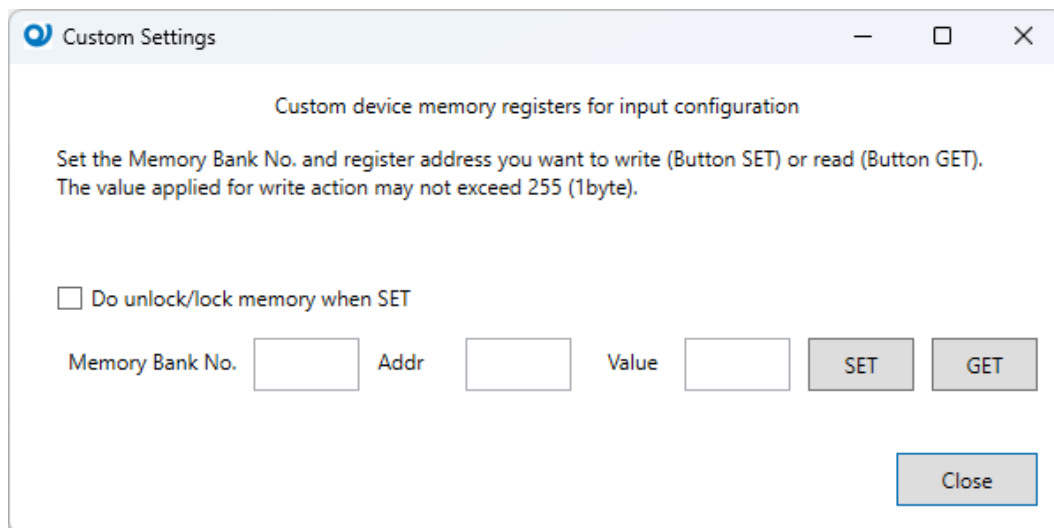 Custom Settings
Custom device memory registers for input configuration
Set the Memory Bank No. and register address you want to write (Button SET) or read (Button GET).
The value applied for write action may not exceed 255 (1byte).
Do unlock/lock memory when SET
Memory Bank No. Addr Value SET GET
Close